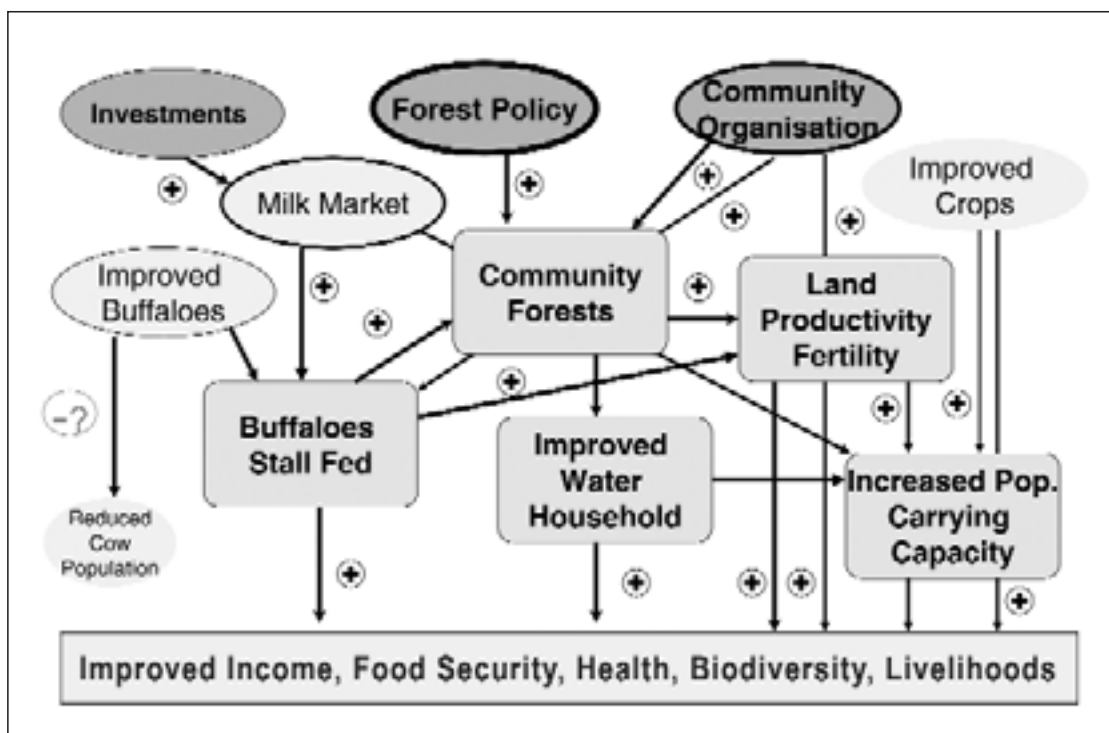 Investments
Forest Policy
Community
Organisation
Improved
Crops
+
+
+
+
+
Milk Market
Improved
Buffaloes
Community
Forests
Land
Productivity
Fertility
+
+
+
+
+
+
-?
Buffaloes
Stall Fed
Improved
Water
Household
Increased Pop.
Carrying
Capacity
Reduced
Cow
Population
+
+
+
+
+
Improved Income, Food Security, Health, Biodiversity, Livelihoods